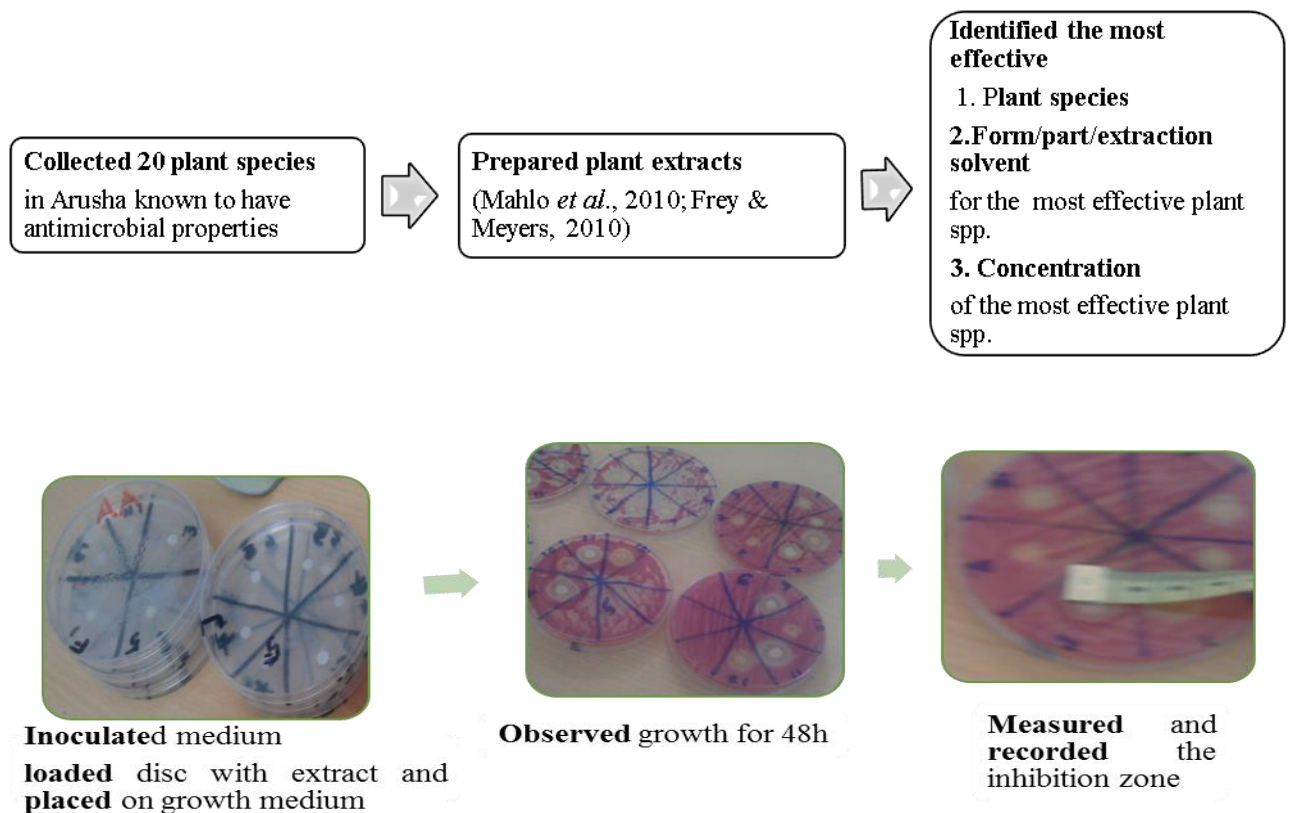 Collected 20 plant species
in Arusha known to have
antimicrobial properties
Prepared plant extracts
(Mahlo et al., 2010; Frey &
Meyers, 2010)
Identified the most
effective
1. Plant species
2.Form/part/extraction
solvent
for the most effective plant
spp.
3. Concentration
of the most effective plant
spp.
A.A
Inoculated medium
loaded disc with extract and
placed on growth medium
Observed growth for 48h
Measured and
recorded the
inhibition zone